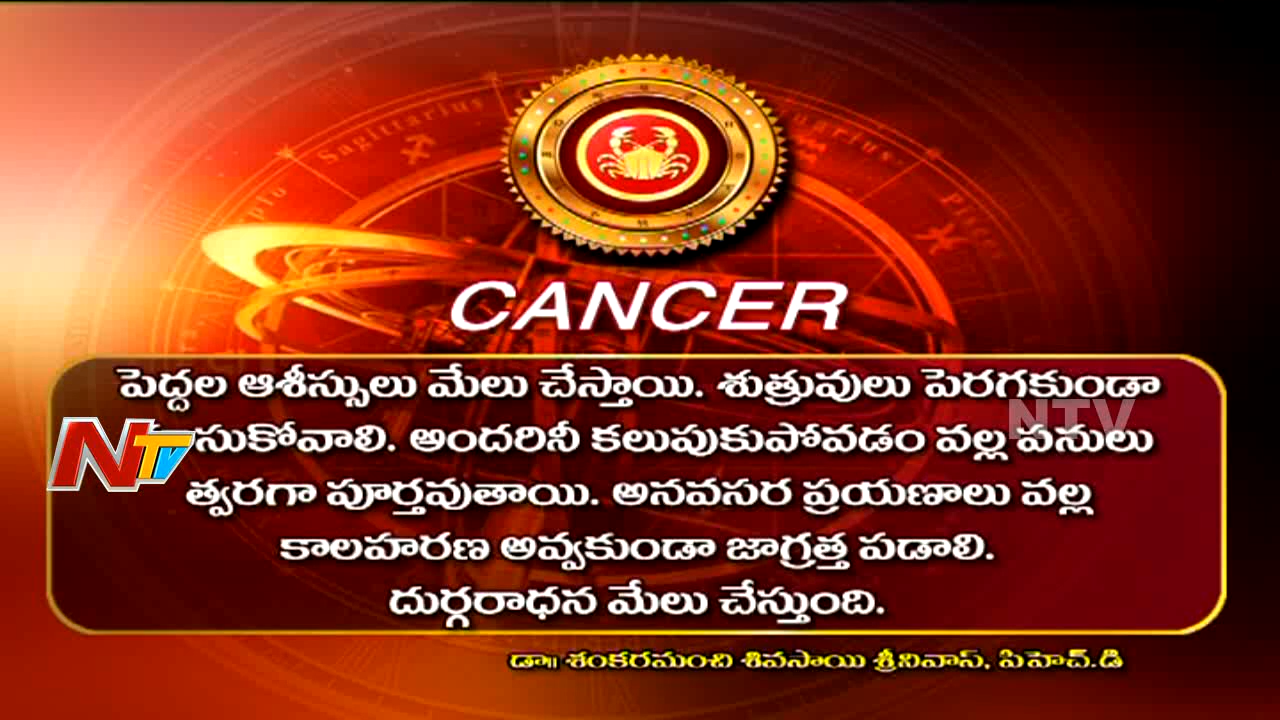 Sagittarius
CANCER
పెద్దల ఆశీస్సులు మేలు చేస్తాయి. శుత్రువులు పెరగకుండా
NTV
NTV
అందరినీ కలుపుకుపోవడం వల్ల పనులు
త్వరగా పూర్తవుతాయి. అనవసర ప్రయణాలు వల్ల
కాలహరణ అవ్వకుండా జాగ్రత్త పడాలి.
దుర్గరాధన మేలు చేస్తుంది.
డా॥ శంకరమంచి శివసాయి శ్రీనివాస్, పిహెచ్.డి